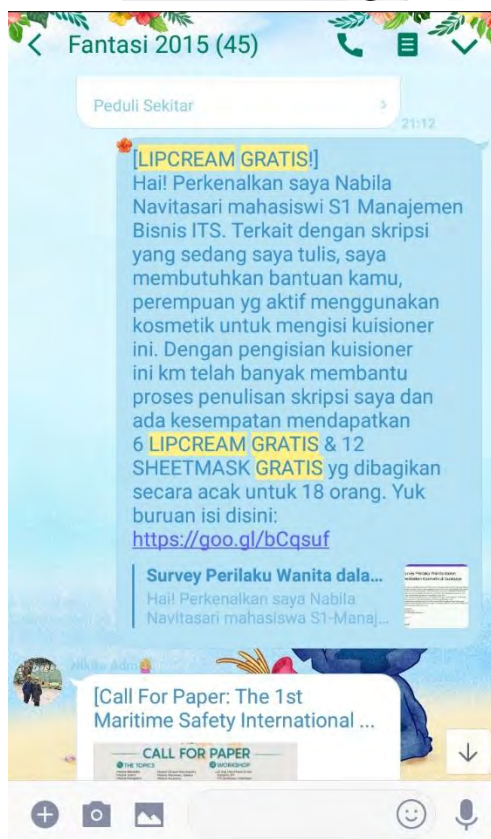 Fantasi 2015 (45)
Peduli Sekitar
21:12
[LIPCREAM GRATIS!]
Hai! Perkenalkan saya Nabila
Navitasari mahasiswi S1 Manajemen
Bisnis ITS. Terkait dengan skripsi
yang sedang saya tulis, saya
membutuhkan bantuan kamu,
perempuan yg aktif menggunakan
kosmetik untuk mengisi kuisioner
ini. Dengan pengisian kuisioner
ini km telah banyak membantu
proses penulisan skripsi saya dan
ada kesempatan mendapatkan
6 LIPCREAM GRATIS & 12
SHEETMASK GRATIS yg dibagikan
secara acak untuk 18 orang. Yuk
buruan isi disini:
https://goo.gl/bCqsuf
Survey Perilaku Wanita dala...
Hai! Perkenalkan saya Nabila
Navitasari mahasiswa S1-Manaj...
[Call For Paper: The 1st
Maritime Safety International ...
CALL FOR PAPER
THE TOPICS
WORKSHOP